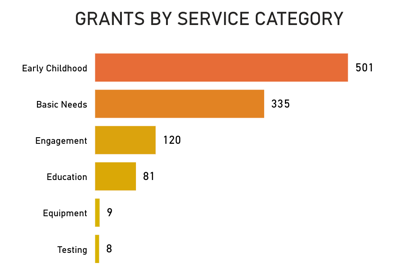 GRANTS BY SERVICE CATEGORY
Early Childhood 501
Basic Needs 335
Engagement 120
Education 81
Equipment 9
Testing 8